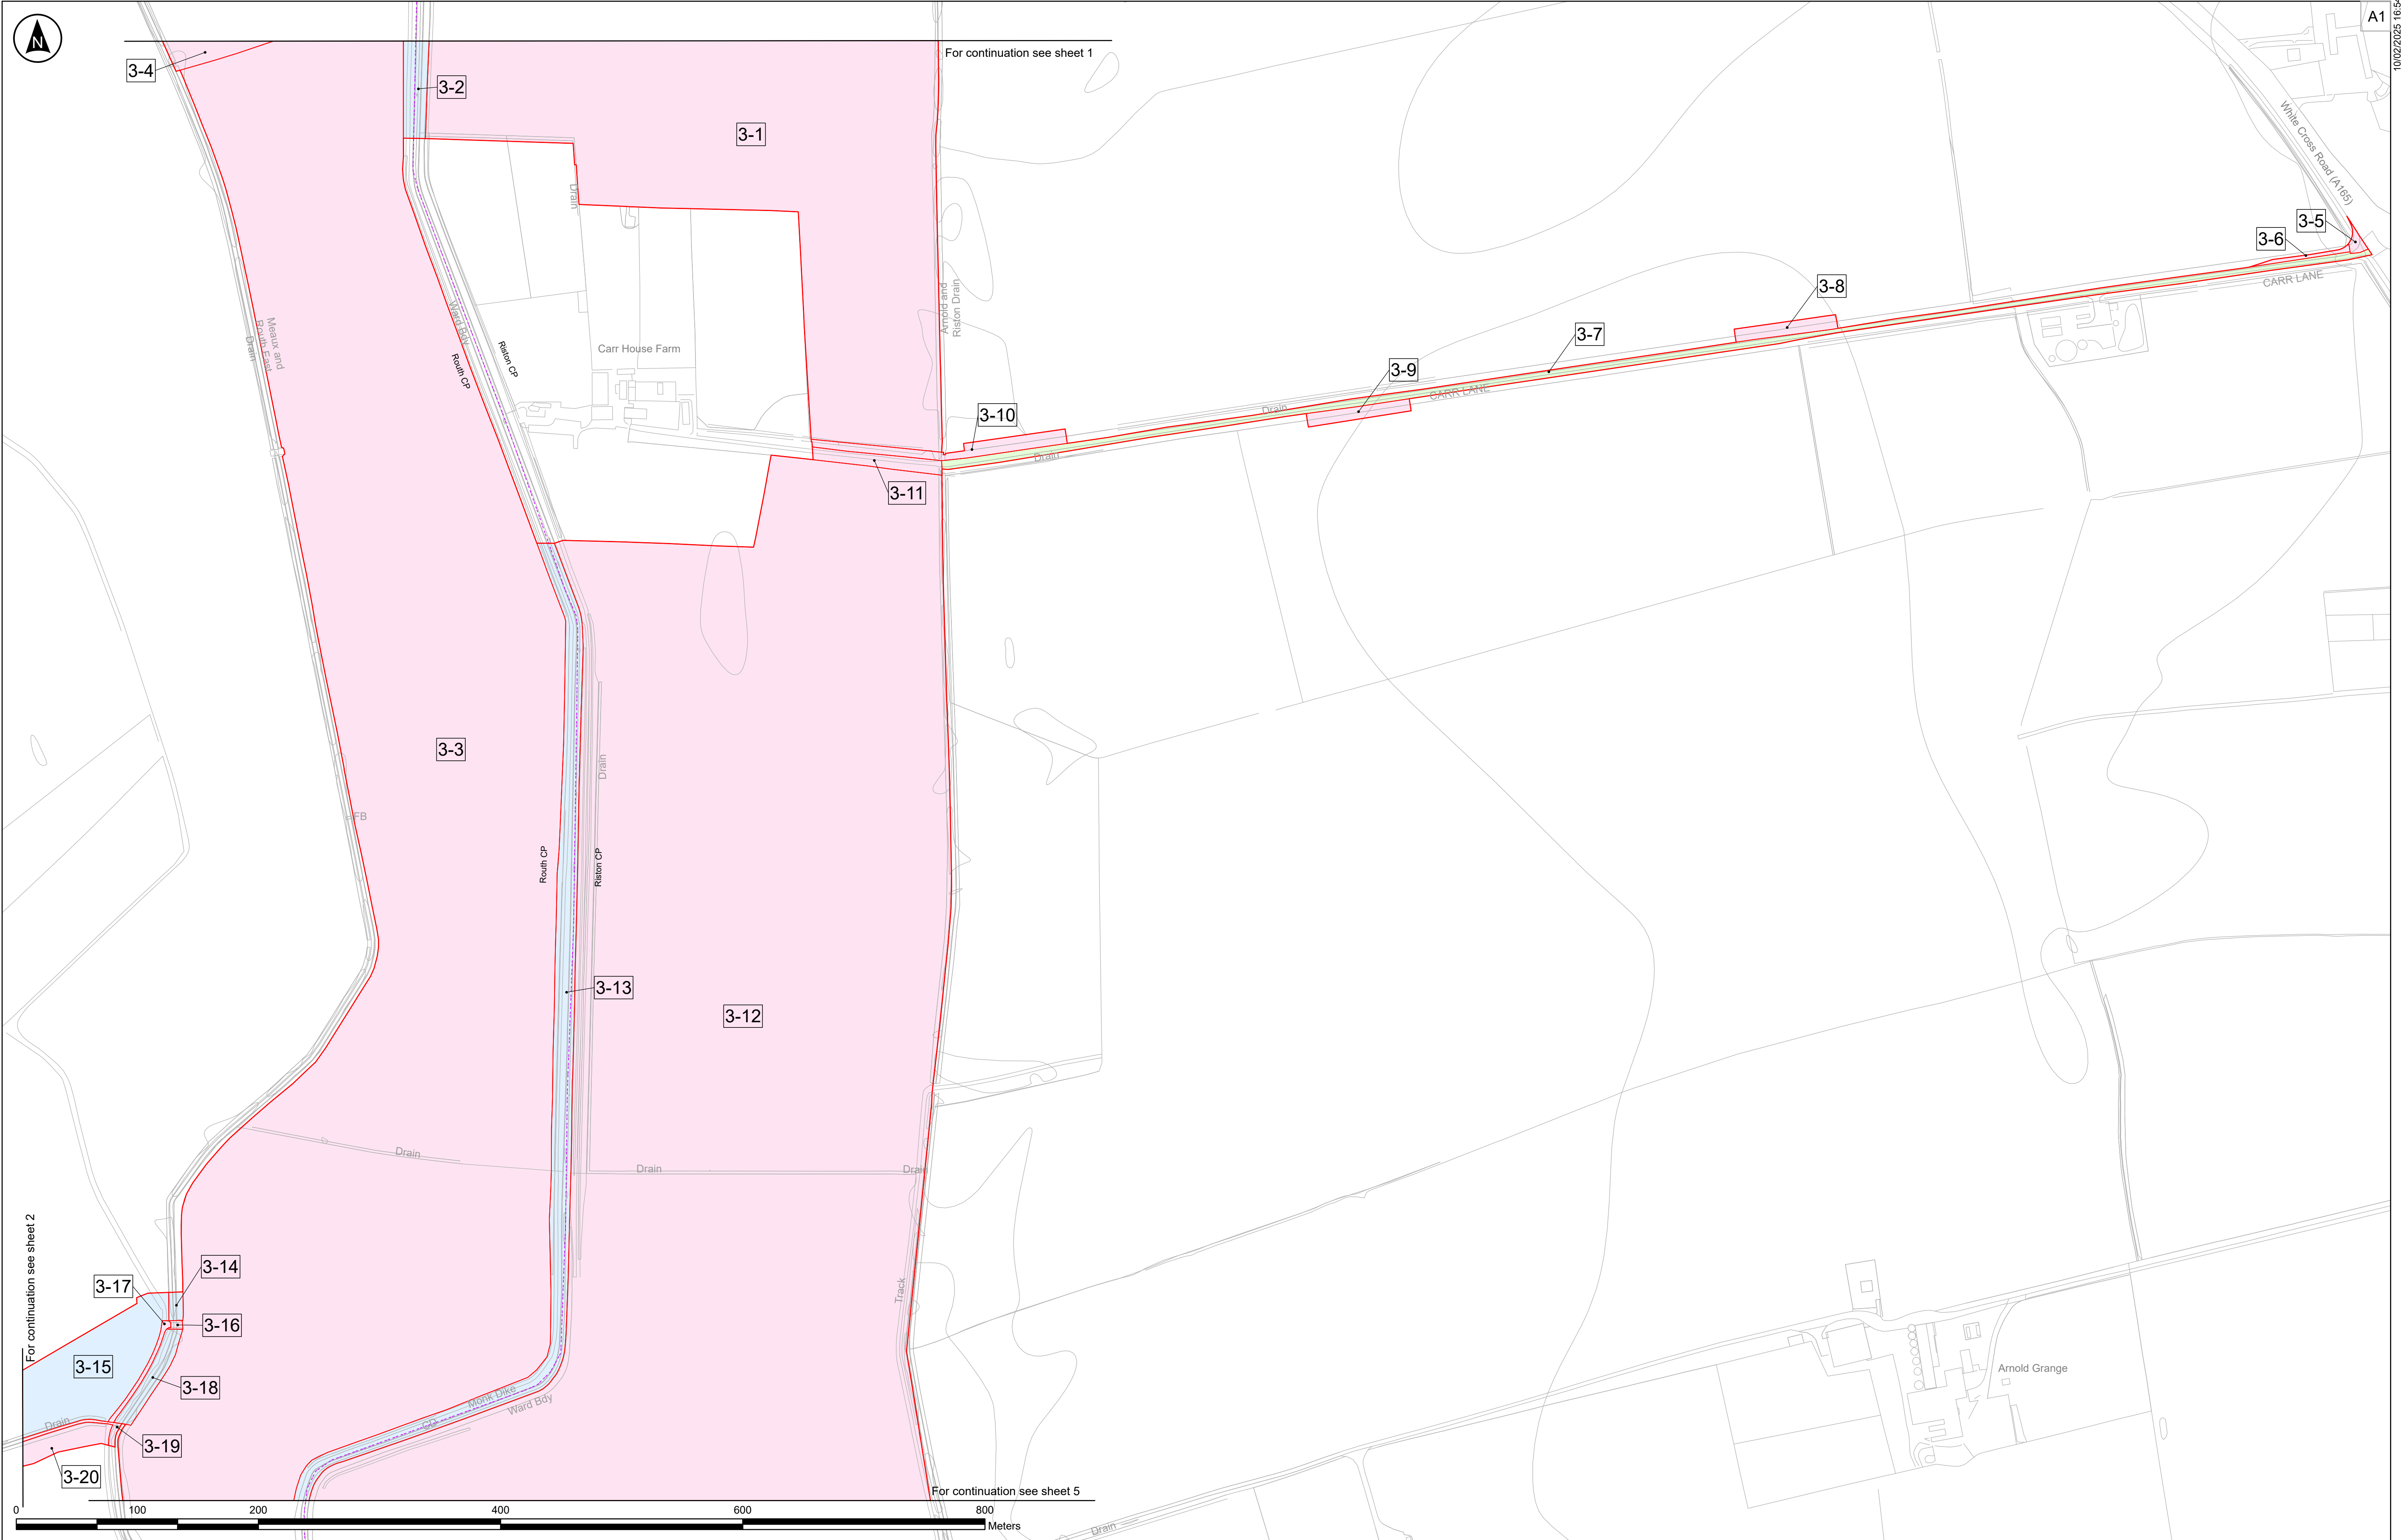 N
For continuation see sheet 1
A1
10/02/2025 16:54
3-4
3-2
3-1
White Cross Road (A165)
Drain
3-5
3-6
CARR LANE
3-8
Arnold and
Riston Drain
Meaux and
Routh East
Drain
Ward Bdy
Routh CP
Riston CP
Carr House Farm
3-7
3-9
CARR LANE
Drain
3-10
Drain
3-11
3-3
Drain
FB
Routh CP
Riston CP
3-13
3-12
Drain
Drain
Drain
For continuation see sheet 2
3-14
3-17
3-16
Track
3-15
3-18
Arnold Grange
Monk Dike
Ward Bdy
CD
Drain
3-19
3-20
For continuation see sheet 5
0 100 200 400 600 800
Meters
Drain